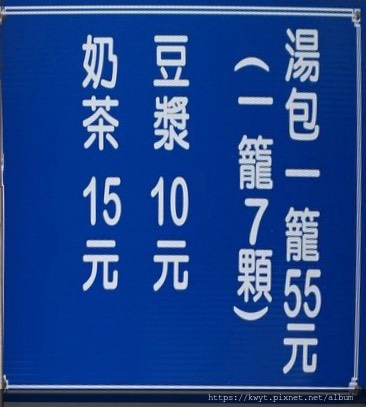 湯包一籠55元
(一籠7顆)
豆漿 10元
奶茶 15元
https://kwyt.pixnet.net/album